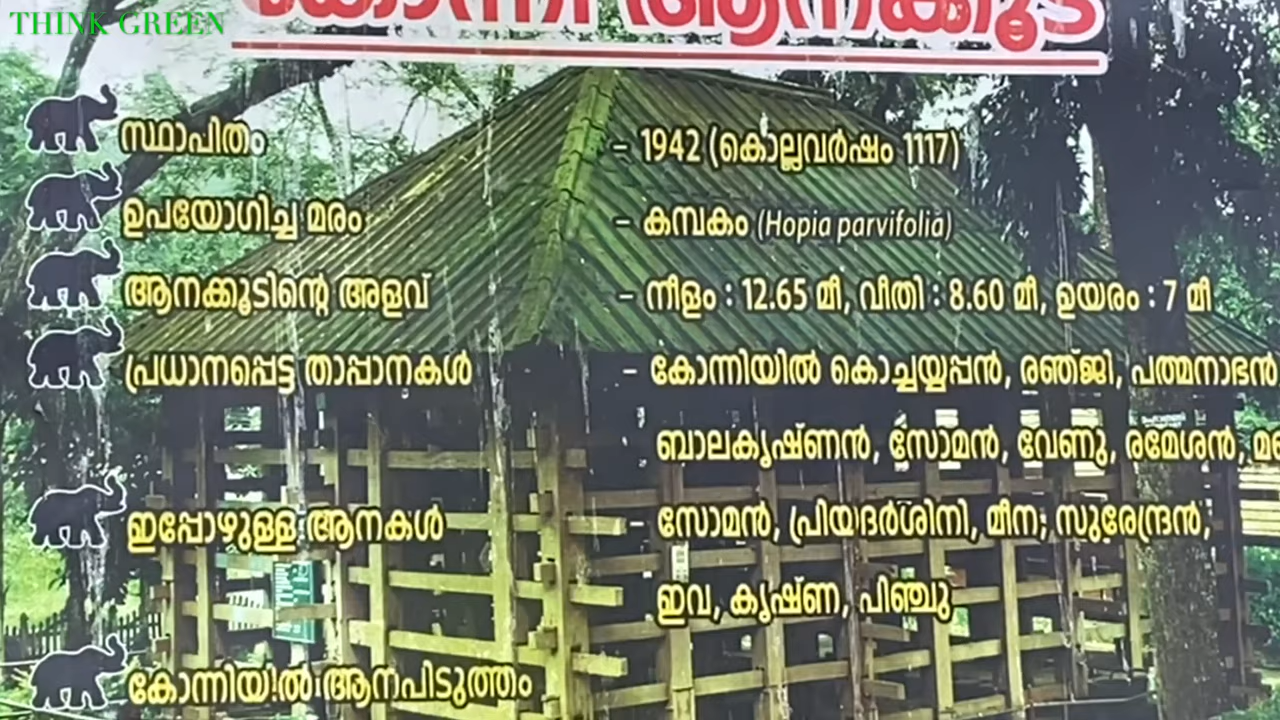 THINK GREEN
കോന്നി ആനക്കൂട്
സ്ഥാപിതം – 1942 (കൊല്ലവർഷം 1117)
ഉപയോഗിച്ച മരം – കമ്പകം (Hopia parvifolia)
ആനക്കൂടിന്റെ അളവ് – നീളം : 12.65 മീ, വീതി : 8.60 മീ, ഉയരം : 7 മീ
പ്രധാനപ്പെട്ട താപ്പാനകൾ – കോന്നിയിൽ കൊച്ചയ്യപ്പൻ, രഞ്ജി, പത്മനാഭൻ
ബാലകൃഷ്ണൻ, സോമൻ, വേണു, രമേശൻ,
ഇപ്പോഴുള്ള ആനകൾ – സോമൻ, പ്രിയദർശിനി, മീന, സുരേന്ദ്രൻ,
ഇവ, കൃഷ്ണ, പിഞ്ചു
കോന്നിയിൽ ആനപിടുത്തം